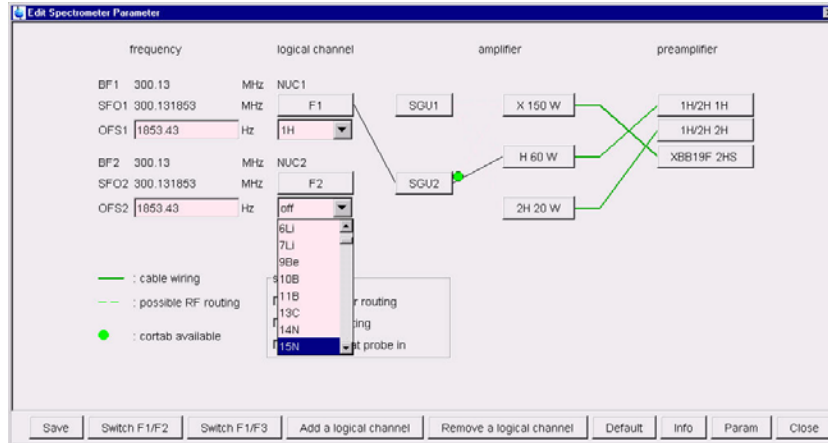 Edit Spectrometer Parameter
frequency logical channel amplifier preamplifier
BF1 300.13 MHz NUC1
SFO1 300.131853 MHz F1 SGU1 X 150 W 1H/2H 1H
OFS1 1853.43 Hz 1H 1H/2H 2H
BF2 300.13 MHz NUC2 H 60 W XBB19F 2HS
SFO2 300.131853 MHz F2 SGU2
OFS2 1853.43 Hz off 2H 20 W
6Li
7Li
9Be
: cable wiring s 10B
: possible RF routing 11B r routing
13C
: cortab available 14N ting
15N at probe in
Save Switch F1/F2 Switch F1/F3 Add a logical channel Remove a logical channel Default Info Param Close